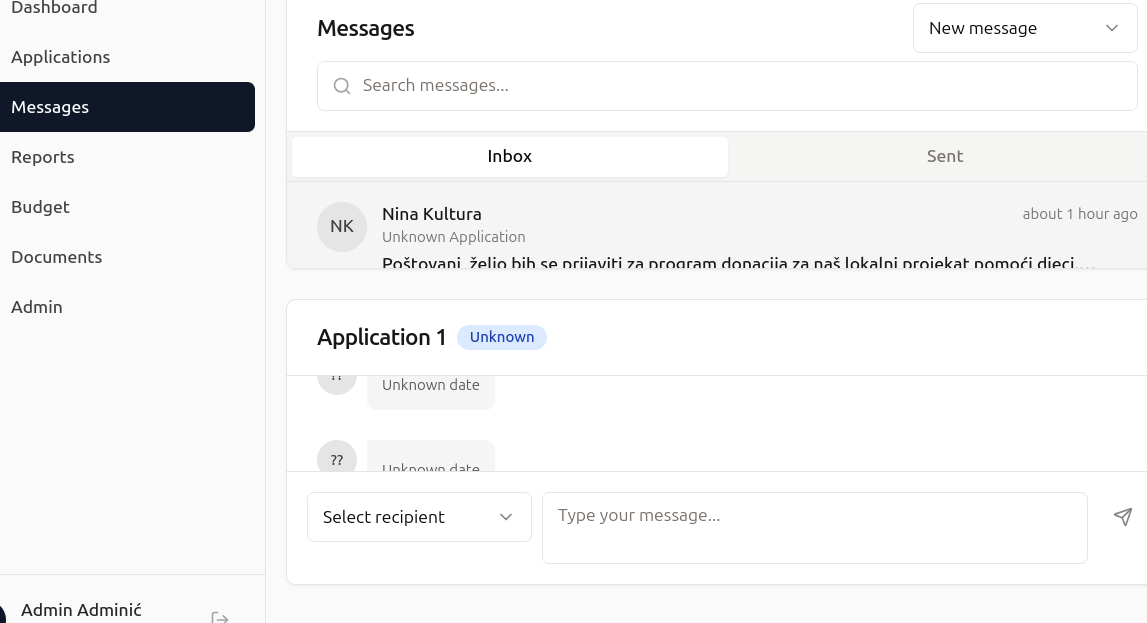 Dashboard
Applications
Messages
Reports
Budget
Documents
Admin
Admin Adminić
Messages
New message
Search messages...
Inbox
Sent
NK
Nina Kultura
about 1 hour ago
Unknown Application
Poštovani, želio bih se prijaviti za program donacija za naš lokalni projekat pomoći djeci....
Application 1
Unknown
??
Unknown date
??
Unknown date
Select recipient
Type your message...